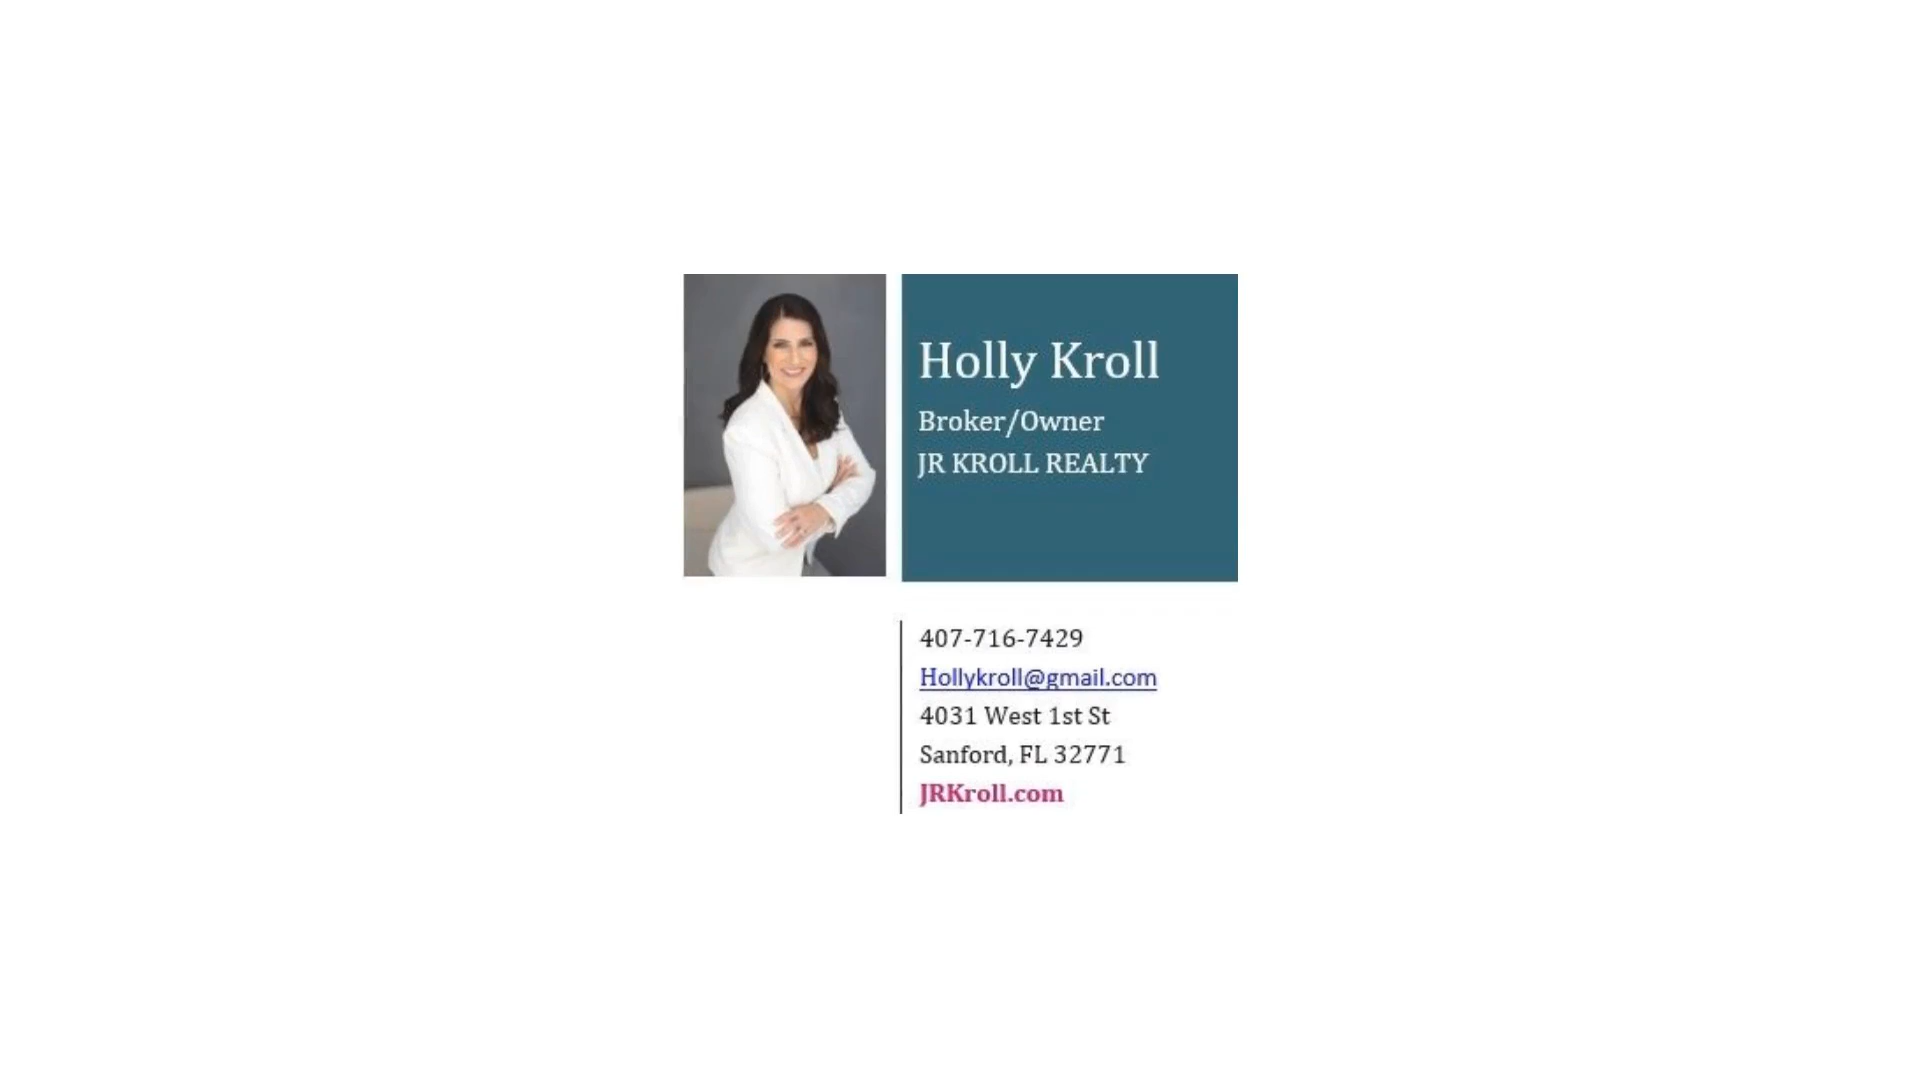 Holly Kroll
Broker/Owner
JR KROLL REALTY
407-716-7429
Hollykroll@gmail.com
4031 West 1st St
Sanford, FL 32771
JRKroll.com